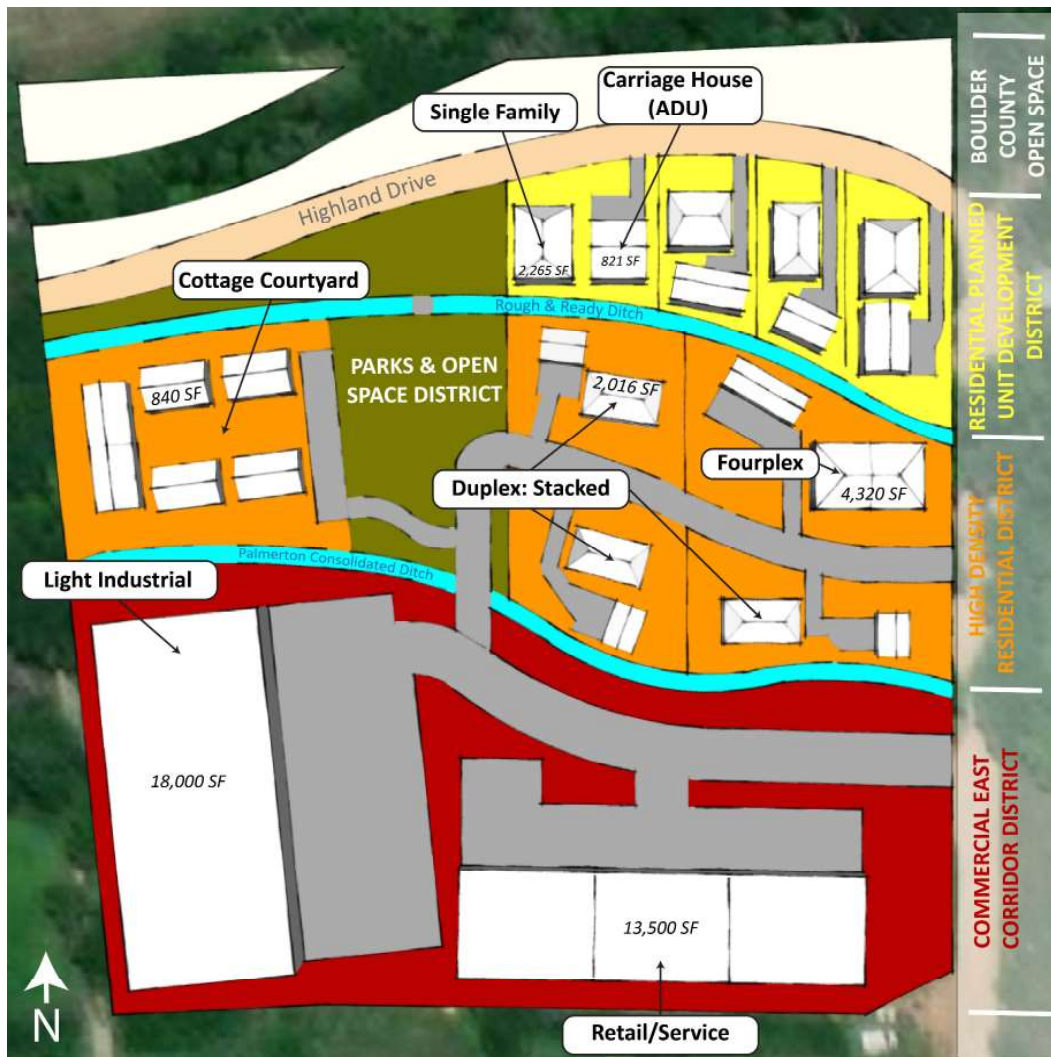 Carriage House
(ADU)
Single Family
Highland Drive
2,265 SF
821 SF
Cottage Courtyard
Rough & Ready Ditch
PARKS & OPEN
SPACE DISTRICT
840 SF
2,016 SF
Fourplex
4,320 SF
Duplex: Stacked
Palmerton Consolidated Ditch
Light Industrial
18,000 SF
13,500 SF
Retail/Service
N
BOULDER
COUNTY
OPEN SPACE
RESIDENTIAL PLANNED
UNIT DEVELOPMENT
DISTRICT
HIGH DENSITY
RESIDENTIAL DISTRICT
COMMERCIAL EAST
CORRIDOR DISTRICT